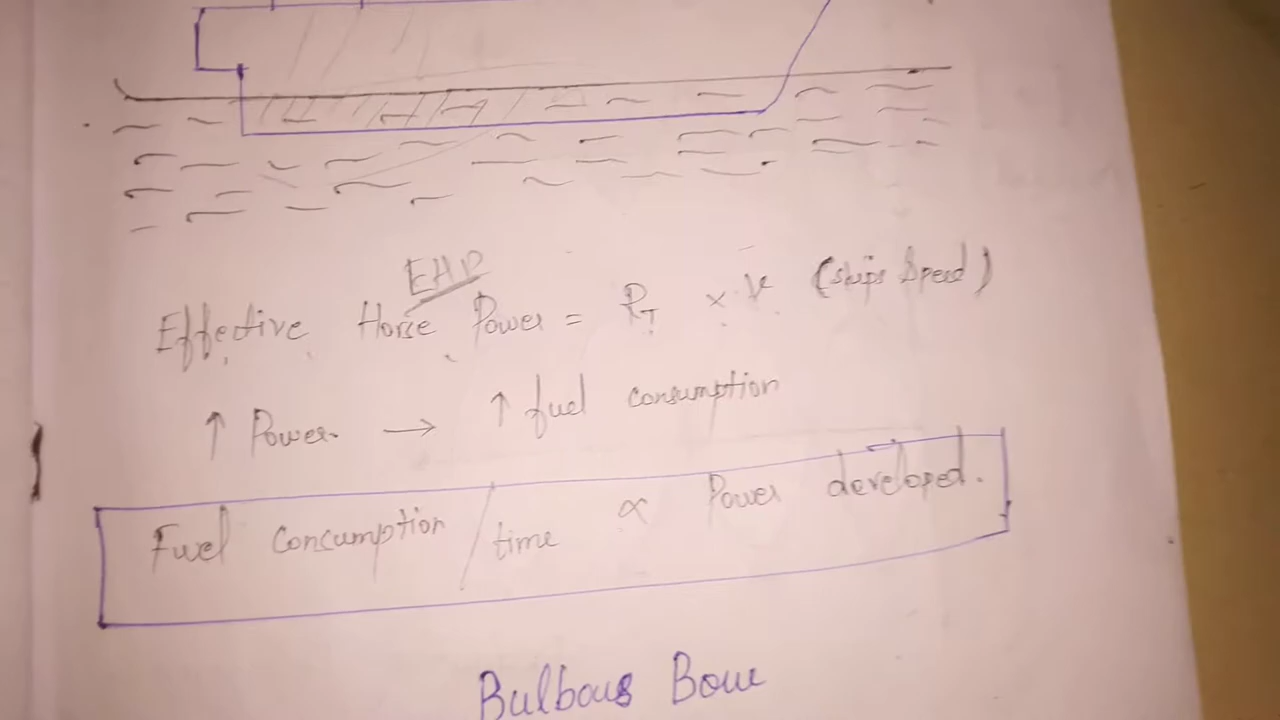 EHP
Effective Horse Power = RT × V (Ships Speed)
↑ Power → ↑ fuel consumption
Fuel Consumption / time ∝ Power developed.
Bulbous Bow